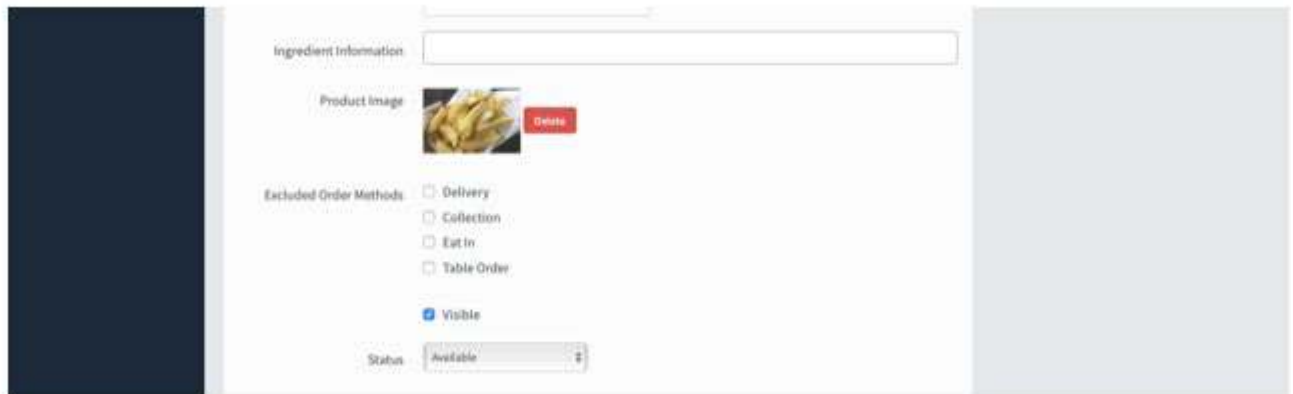 Ingredient Information
Product Image
Delete
Excluded Order Methods
Delivery
Collection
Eat In
Table Order
Visible
Status
Available